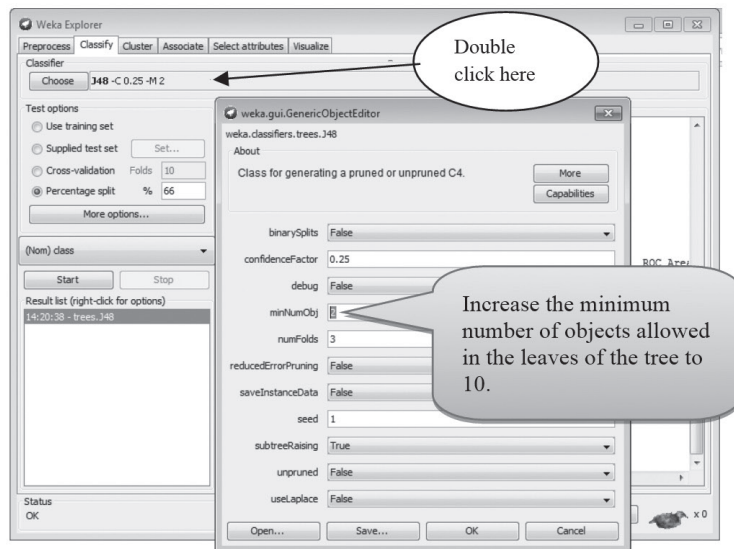 Weka Explorer
Preprocess Classify Cluster Associate Select attributes Visualize
Classifier
Choose J48 -C 0.25 -M 2
Double
click here
Test options
Use training set
Supplied test set Set...
Cross-validation Folds 10
Percentage split % 66
More options...
(Nom) class
Start Stop
Result list (right-click for options)
14:20:38 - trees.J48
Status
OK
weka.gui.GenericObjectEditor
weka.classifiers.trees.J48
About
Class for generating a pruned or unpruned C4.
More
Capabilities
binarySplits False
confidenceFactor 0.25
debug False
minNumObj 2
numFolds 3
reducedErrorPruning False
saveInstanceData False
seed 1
subtreeRaising True
unpruned False
useLaplace False
Open... Save... OK Cancel
ROC Area
Increase the minimum
number of objects allowed
in the leaves of the tree to
10.
x 0